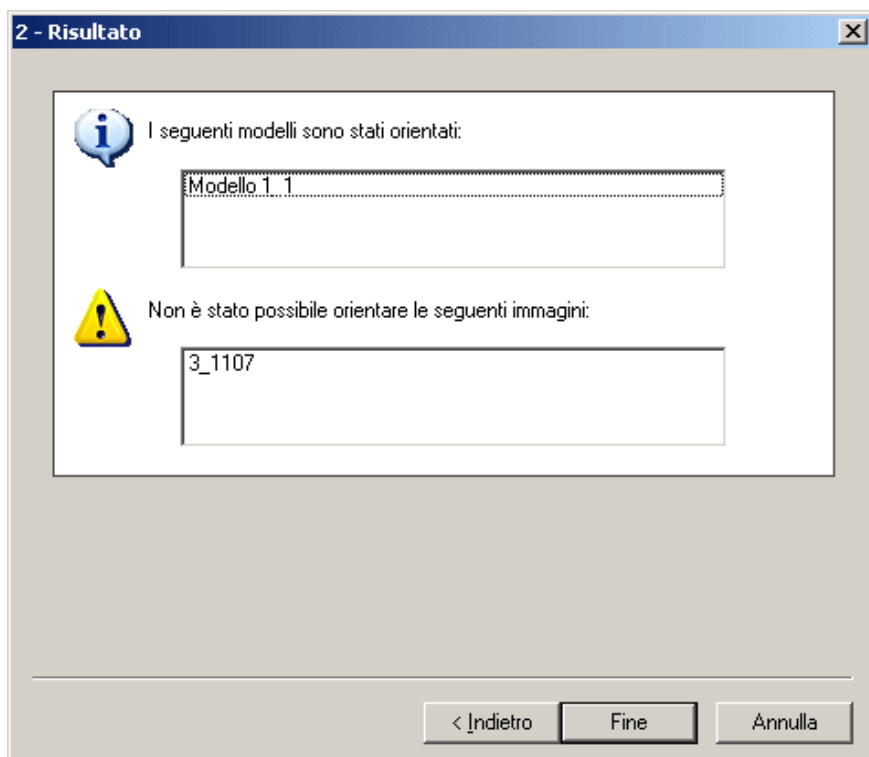 2 - Risultato
I seguenti modelli sono stati orientati:
Modello 1_1
Non è stato possibile orientare le seguenti immagini:
3_1107
< Indietro
Fine
Annulla